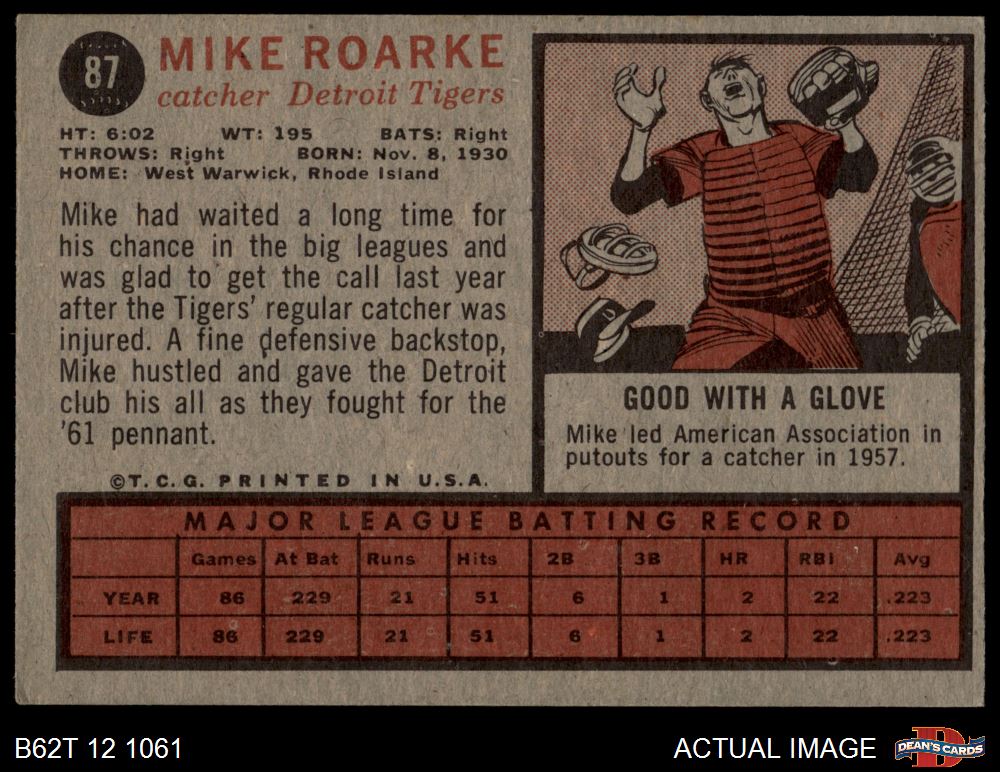 87
MIKE ROARKE
catcher Detroit Tigers
HT: 6:02 WT: 195 BATS: Right
THROWS: Right BORN: Nov. 8, 1930
HOME: West Warwick, Rhode Island
Mike had waited a long time for
his chance in the big leagues and
was glad to get the call last year
after the Tigers' regular catcher was
injured. A fine defensive backstop,
Mike hustled and gave the Detroit
club his all as they fought for the
'61 pennant.
©T.C.G. PRINTED IN U.S.A.
GOOD WITH A GLOVE
Mike led American Association in
putouts for a catcher in 1957.
MAJOR LEAGUE BATTING RECORD
Games At Bat Runs Hits 2B 3B HR RBI Avg
YEAR 86 229 21 51 6 1 2 22 .223
LIFE 86 229 21 51 6 1 2 22 .223
B62T 12 1061
ACTUAL IMAGE
D
DEAN'S CARDS